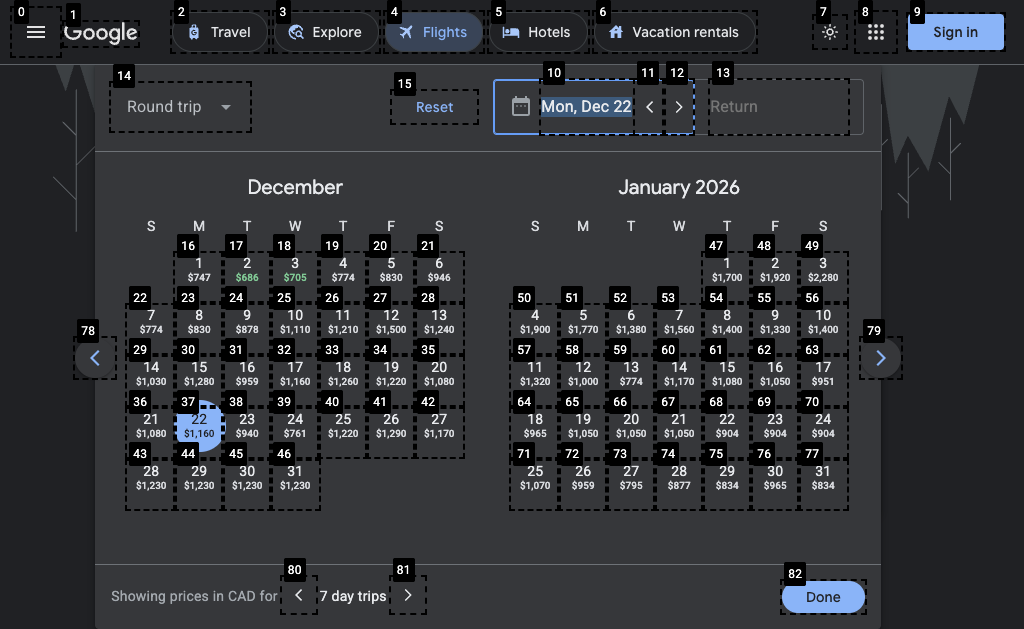 0 1 2 3 4 5 6 7 8 9
Google Travel Explore Flights Hotels Vacation rentals Sign in
10 11 12 13 14 15
Round trip Reset Mon, Dec 22 Return
December
S M T W T F S
16 17 18 19 20 21
1 2 3 4 5 6
$747 $686 $705 $774 $830 $946
22 23 24 25 26 27 28
7 8 9 10 11 12 13
$774 $830 $878 $1,110 $1,210 $1,500 $1,240
29 30 31 32 33 34 35
14 15 16 17 18 19 20
$1,030 $1,280 $959 $1,160 $1,260 $1,220 $1,080
36 37 38 39 40 41 42
21 22 23 24 25 26 27
$1,080 $1,160 $940 $761 $1,220 $1,290 $1,170
43 44 45 46
28 29 30 31
$1,230 $1,230 $1,230 $1,230
January 2026
S M T W T F S
47 48 49
1 2 3
$1,700 $1,920 $2,280
50 51 52 53 54 55 56
4 5 6 7 8 9 10
$1,900 $1,770 $1,380 $1,560 $1,400 $1,330 $1,400
57 58 59 60 61 62 63
11 12 13 14 15 16 17
$1,320 $1,000 $774 $1,170 $1,080 $1,050 $951
64 65 66 67 68 69 70
18 19 20 21 22 23 24
$965 $1,050 $1,050 $1,050 $904 $904 $904
71 72 73 74 75 76 77
25 26 27 28 29 30 31
$1,070 $959 $795 $877 $834 $965 $834
78 79
80 81 82
Showing prices in CAD for 7 day trips Done